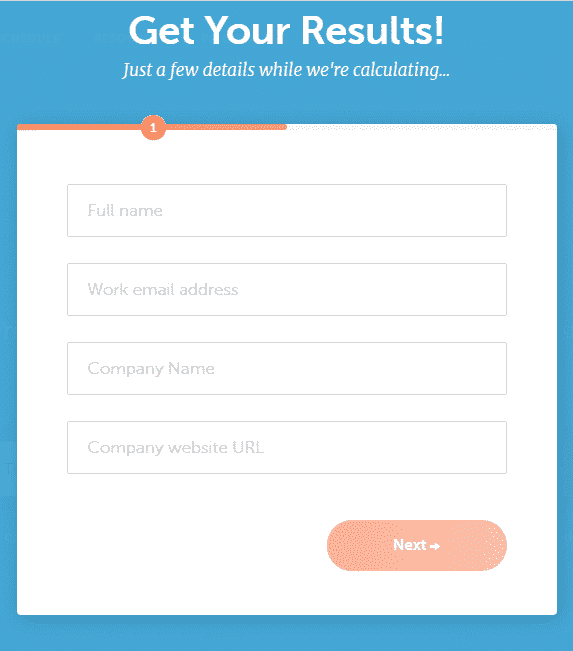 Get Your Results!
Just a few details while we're calculating...
1
Full name
Work email address
Company Name
Company website URL
Next →